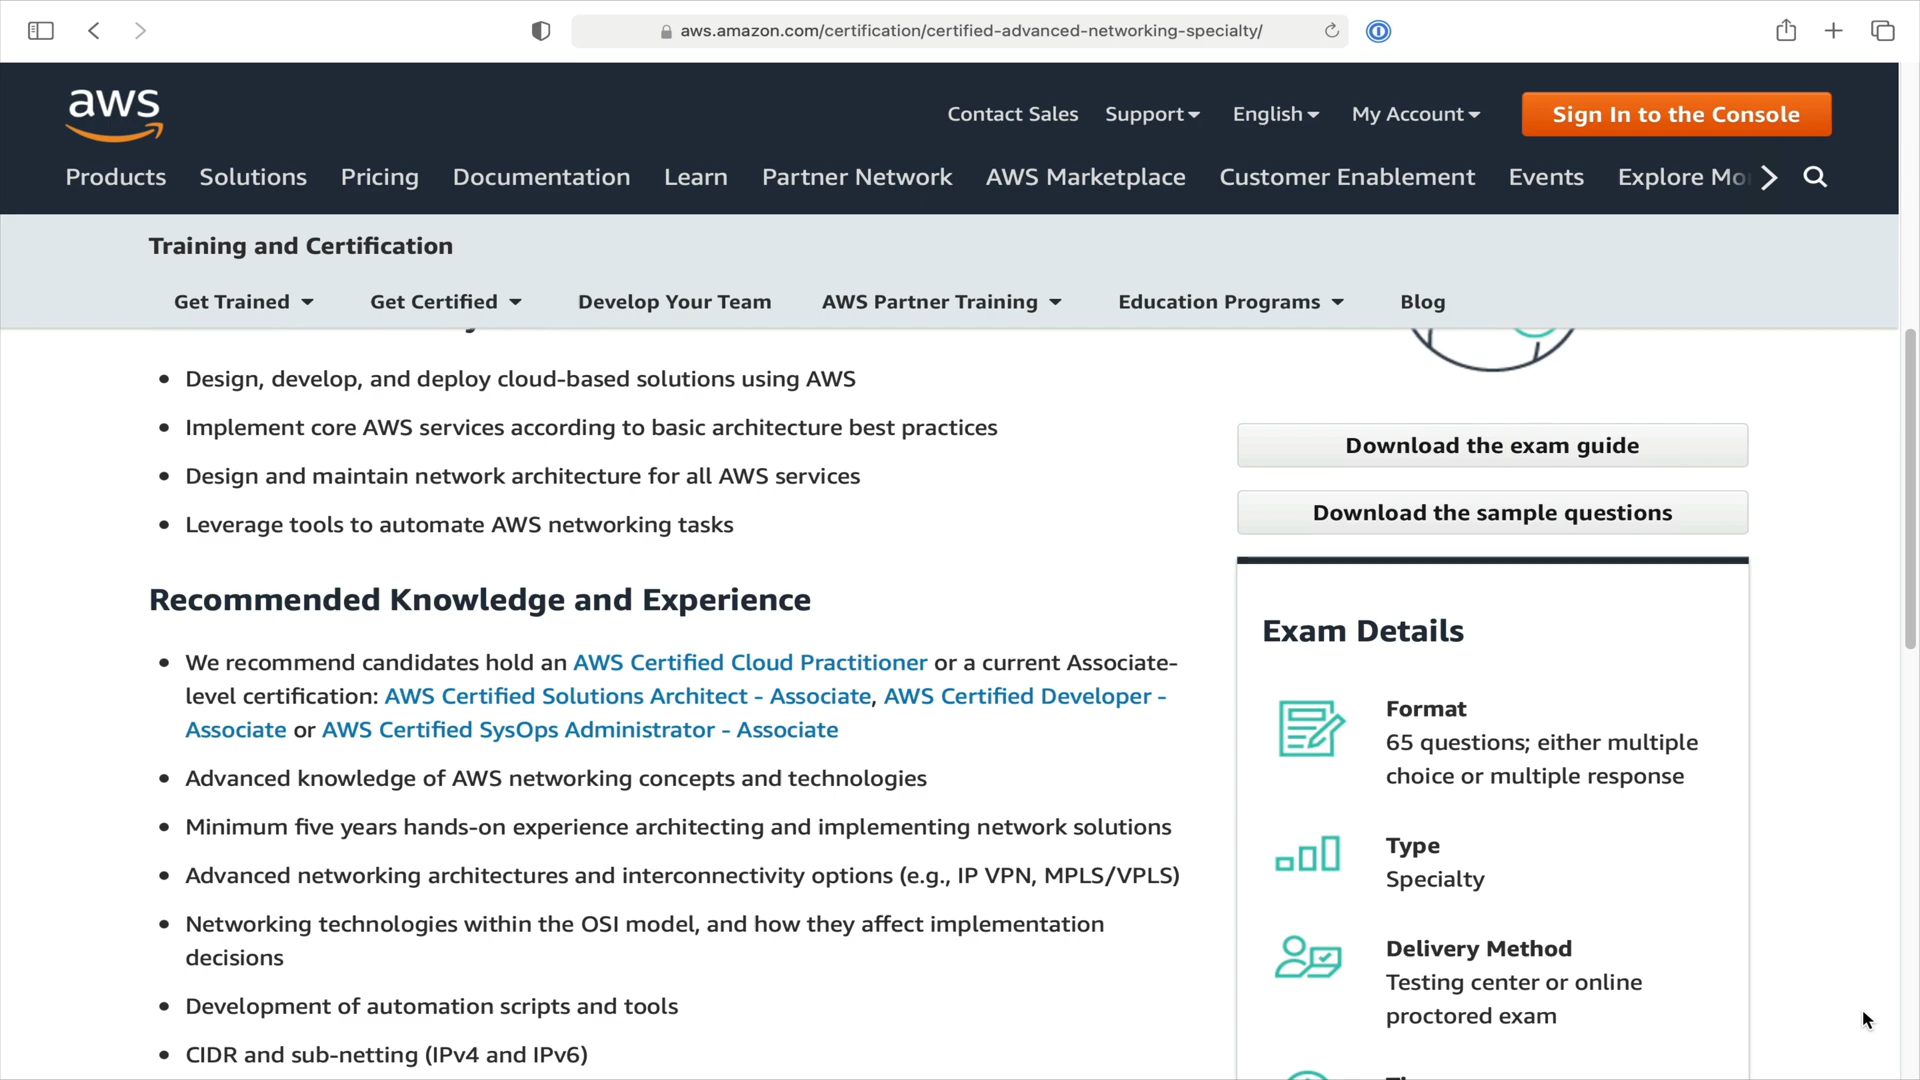 aws.amazon.com/certification/certified-advanced-networking-specialty/
aws
Contact Sales Support English My Account Sign In to the Console
Products Solutions Pricing Documentation Learn Partner Network AWS Marketplace Customer Enablement Events Explore Mo
Training and Certification
Get Trained Get Certified Develop Your Team AWS Partner Training Education Programs Blog
• Design, develop, and deploy cloud-based solutions using AWS
• Implement core AWS services according to basic architecture best practices
• Design and maintain network architecture for all AWS services
• Leverage tools to automate AWS networking tasks
Recommended Knowledge and Experience
• We recommend candidates hold an AWS Certified Cloud Practitioner or a current Associate-
level certification: AWS Certified Solutions Architect - Associate, AWS Certified Developer -
Associate or AWS Certified SysOps Administrator - Associate
• Advanced knowledge of AWS networking concepts and technologies
• Minimum five years hands-on experience architecting and implementing network solutions
• Advanced networking architectures and interconnectivity options (e.g., IP VPN, MPLS/VPLS)
• Networking technologies within the OSI model, and how they affect implementation
decisions
• Development of automation scripts and tools
• CIDR and sub-netting (IPv4 and IPv6)
Download the exam guide
Download the sample questions
Exam Details
Format
65 questions; either multiple
choice or multiple response
Type
Specialty
Delivery Method
Testing center or online
proctored exam